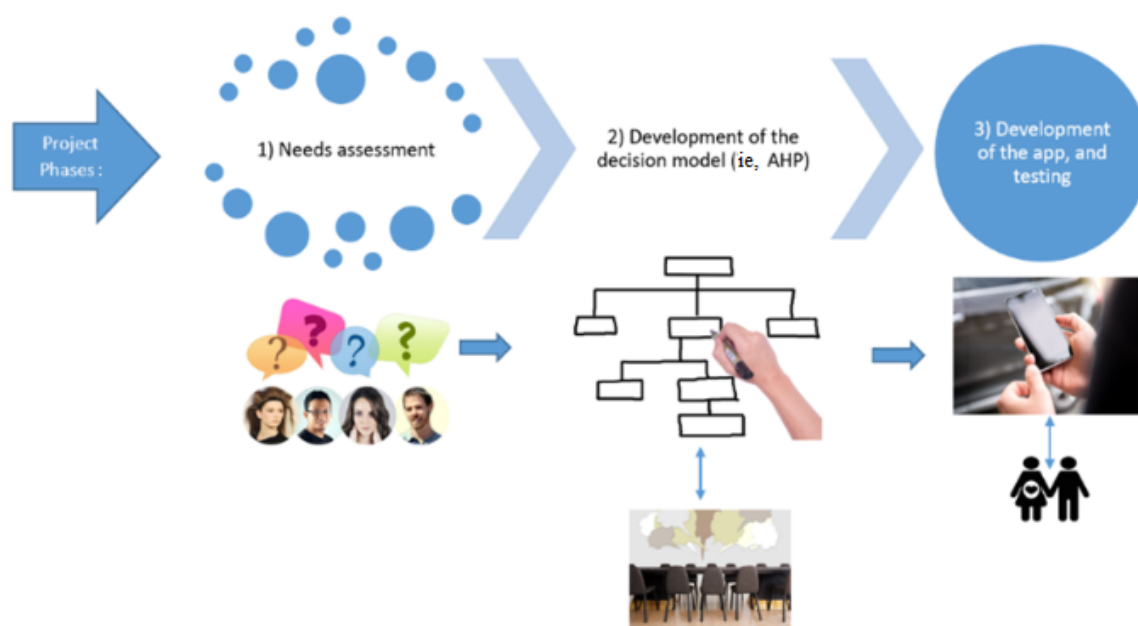 Project
Phases :
1) Needs assessment
2) Development of the
decision model (ie, AHP)
3) Development
of the app, and
testing
?
?
?
?